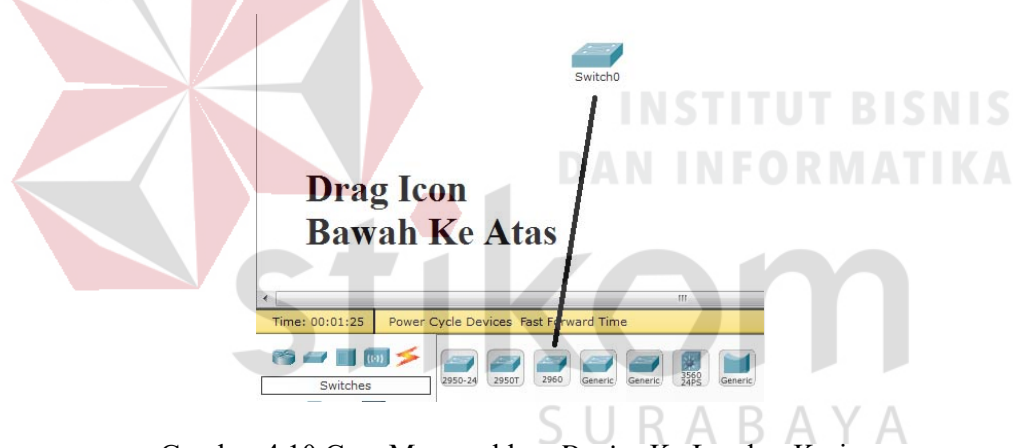 Switch0
INSTITUT BISNIS
DAN INFORMATIKA
Drag Icon
Bawah Ke Atas
stikom
Time: 00:01:25 Power Cycle Devices Fast Forward Time
Switches
2950-24 2950T 2960 Generic Generic 3560 24PS Generic
SURABAYA